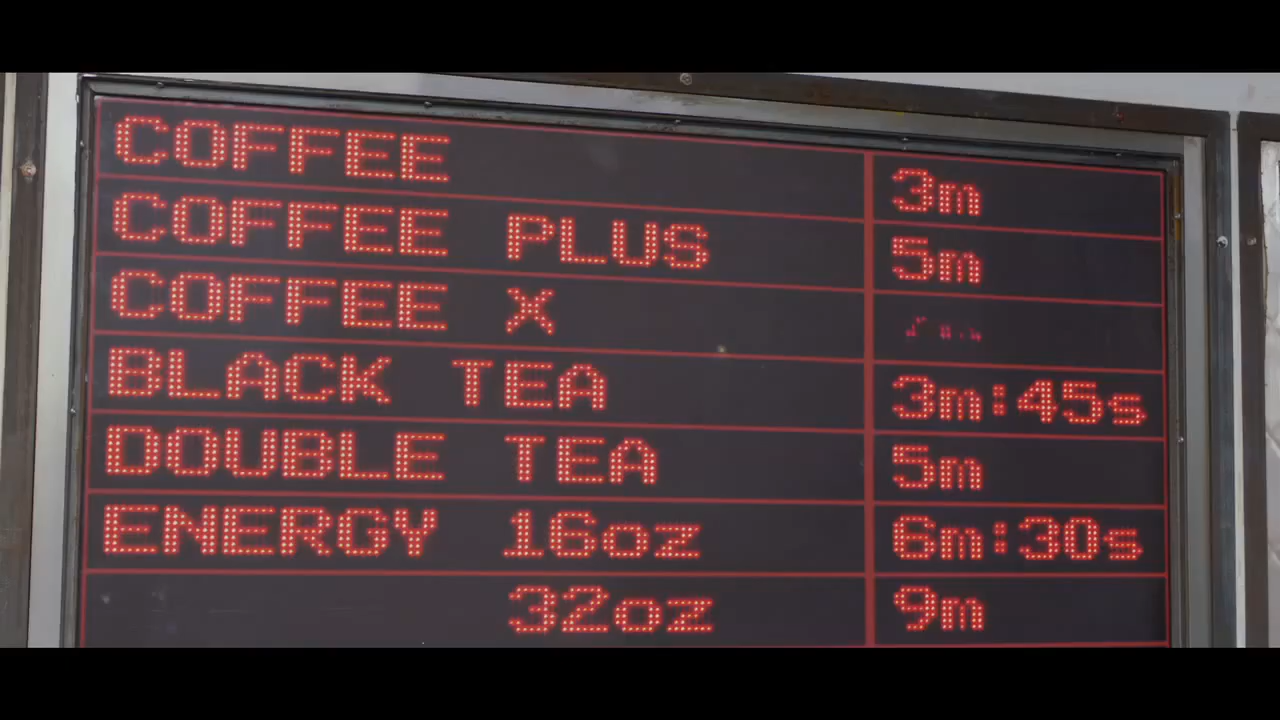 COFFEE 3m
COFFEE PLUS 5m
COFFEE X
BLACK TEA 3m:45s
DOUBLE TEA 5m
ENERGY 16oz 6m:30s
32oz 9m